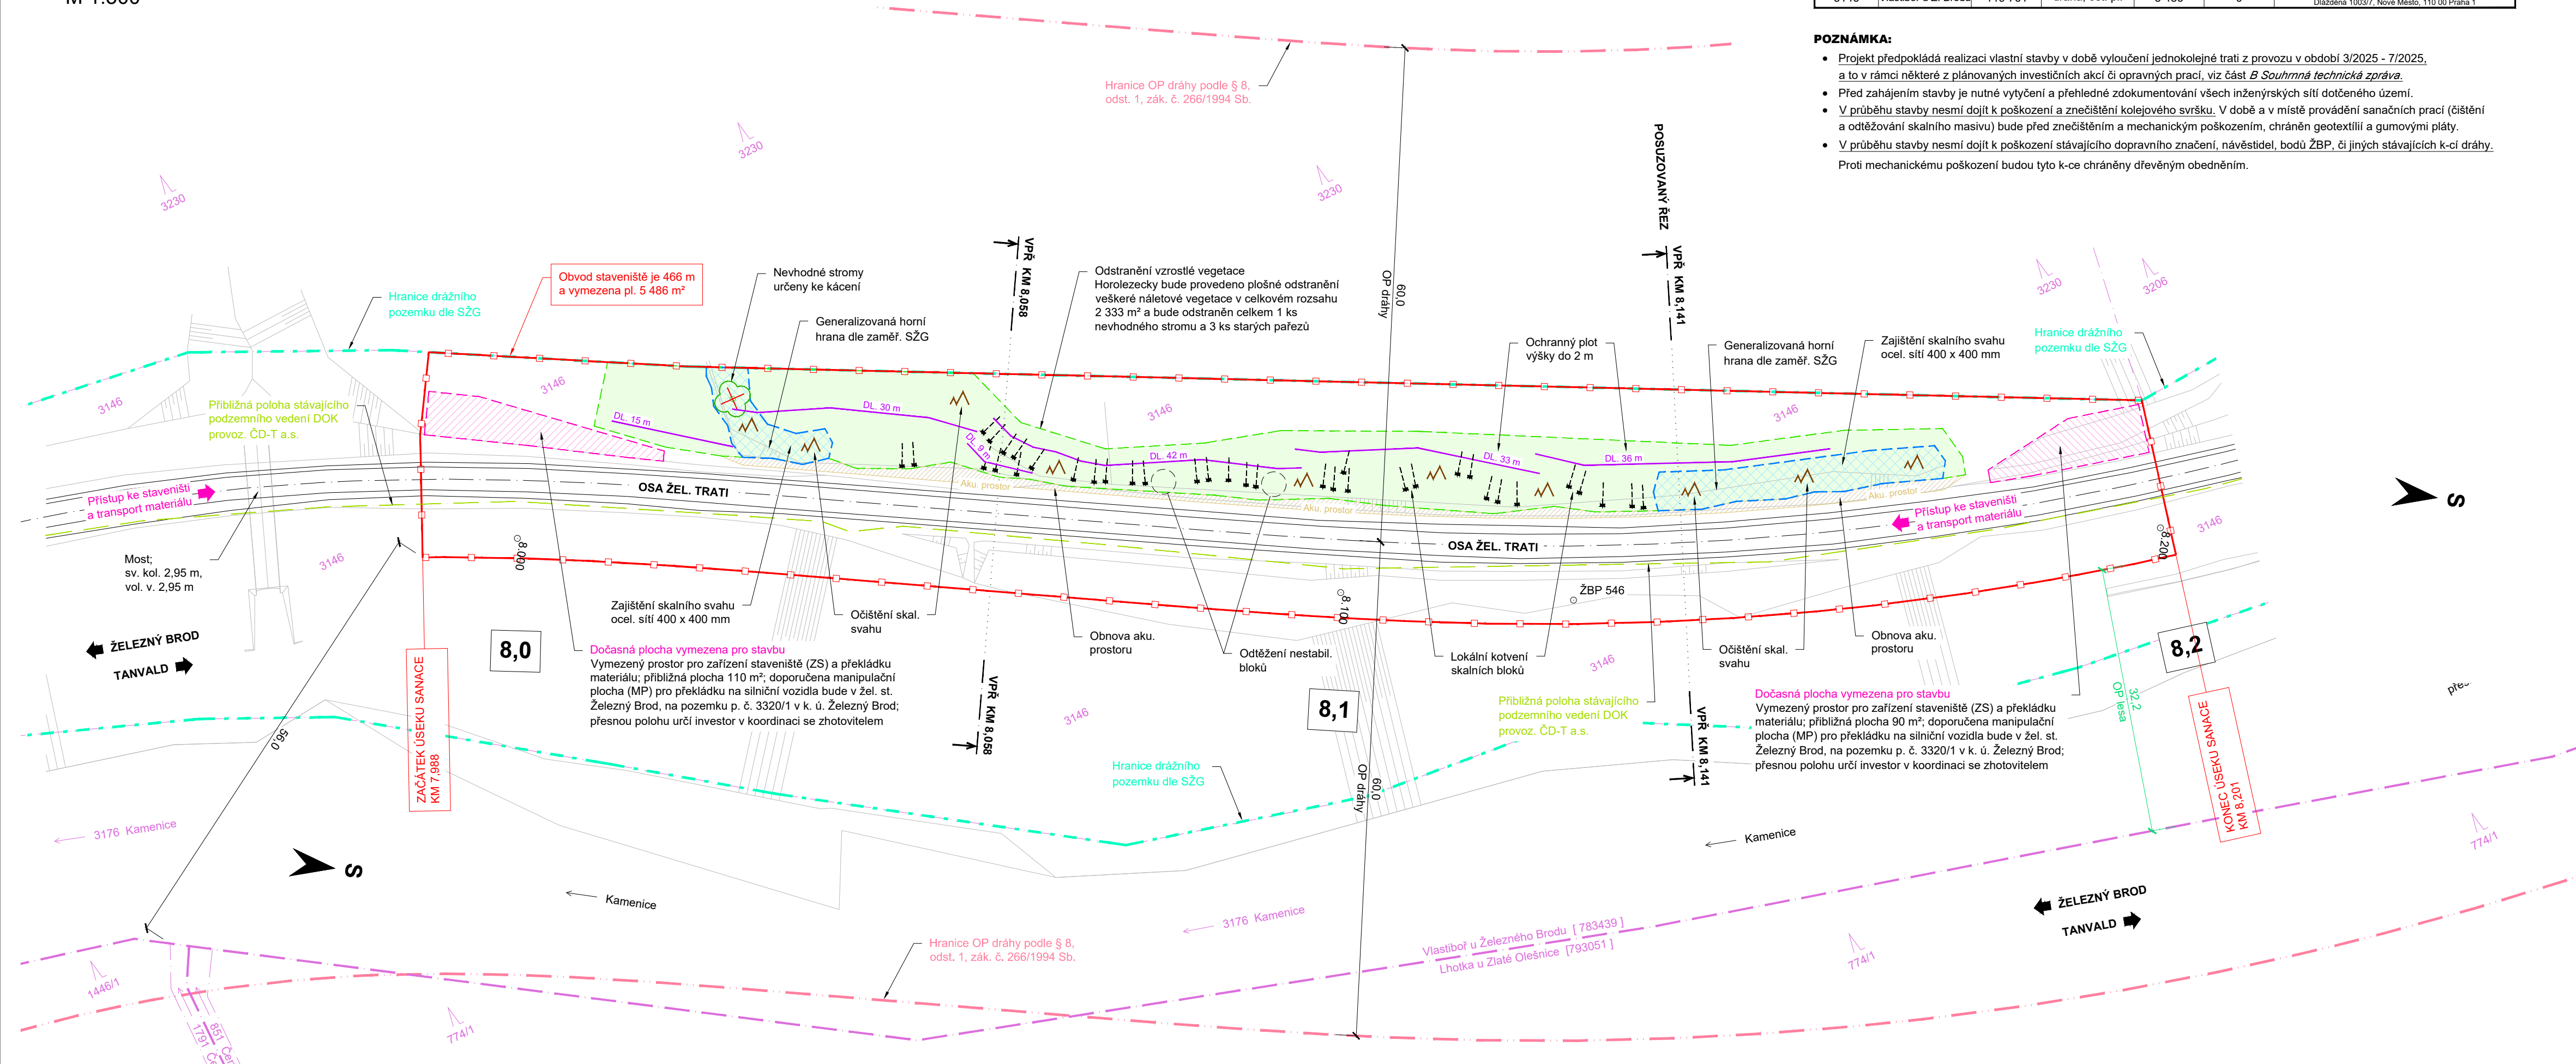 Dlážděná 1003/7, Nové Město, 110 00 Praha 1
POZNÁMKA:
• Projekt předpokládá realizaci vlastní stavby v době vyloučení jednokolejné trati z provozu v období 3/2025 - 7/2025,
a to v rámci některé z plánovaných investičních akcí či opravných prací, viz část B Souhrnná technická zpráva.
• Před zahájením stavby je nutné vytyčení a přehledné zdokumentování všech inženýrských sítí dotčeného území.
• V průběhu stavby nesmí dojít k poškození a znečištění kolejového svršku. V době a v místě provádění sanačních prací (čištění
a odtěžování skalního masivu) bude před znečištěním a mechanickým poškozením, chráněn geotextílií a gumovými pláty.
• V průběhu stavby nesmí dojít k poškození stávajícího dopravního značení, návěstidel, bodů ŽBP, či jiných stávajících k-cí dráhy.
Proti mechanickému poškození budou tyto k-ce chráněny dřevěným obedněním.
Hranice OP dráhy podle § 8,
odst. 1, zák. č. 266/1994 Sb.
3230
3230
3230
3230
3206
POSUZOVANÝ ŘEZ
VPŘ KM 8,058
VPŘ KM 8,141
60,0
OP dráhy
Obvod staveniště je 466 m
a vymezena pl. 5 486 m²
Nevhodné stromy
určeny ke kácení
Generalizovaná horní
hrana dle zaměř. SŽG
Odstranění vzrostlé vegetace
Horolezecky bude provedeno plošné odstranění
veškeré náletové vegetace v celkovém rozsahu
2 333 m² a bude odstraněn celkem 1 ks
nevhodného stromu a 3 ks starých pařezů
Ochranný plot
výšky do 2 m
Generalizovaná horní
hrana dle zaměř. SŽG
Zajištění skalního svahu
ocel. sítí 400 x 400 mm
Hranice drážního
pozemku dle SŽG
Hranice drážního
pozemku dle SŽG
3146
3146
3146
3146
Přibližná poloha stávajícího
podzemního vedení DOK
provoz. ČD-T a.s.
DL. 15 m
DL. 30 m
DL. 9 m
DL. 42 m
DL. 33 m
DL. 36 m
Aku. prostor
Aku. prostor
Aku. prostor
Přístup ke staveništi
a transport materiálu
OSA ŽEL. TRATI
OSA ŽEL. TRATI
Přístup ke staveništi
a transport materiálu
S
3146
3146
Most;
sv. kol. 2,95 m,
vol. v. 2,95 m
8.000
8.100
8.200
ŽBP 546
Zajištění skalního svahu
ocel. sítí 400 x 400 mm
Očištění skal.
svahu
Obnova aku.
prostoru
Odtěžení nestabil.
bloků
Lokální kotvení
skalních bloků
Očištění skal.
svahu
Obnova aku.
prostoru
ŽELEZNÝ BROD
TANVALD
8,0
8,1
8,2
Dočasná plocha vymezena pro stavbu
Vymezený prostor pro zařízení staveniště (ZS) a překládku
materiálu; přibližná plocha 110 m²; doporučena manipulační
plocha (MP) pro překládku na silniční vozidla bude v žel. st.
Železný Brod, na pozemku p. č. 3320/1 v k. ú. Železný Brod;
přesnou polohu určí investor v koordinaci se zhotovitelem
3146
3146
Přibližná poloha stávajícího
podzemního vedení DOK
provoz. ČD-T a.s.
Dočasná plocha vymezena pro stavbu
Vymezený prostor pro zařízení staveniště (ZS) a překládku
materiálu; přibližná plocha 90 m²; doporučena manipulační
plocha (MP) pro překládku na silniční vozidla bude v žel. st.
Železný Brod, na pozemku p. č. 3320/1 v k. ú. Železný Brod;
přesnou polohu určí investor v koordinaci se zhotovitelem
ZAČÁTEK ÚSEKU SANACE
KM 7,988
KONEC ÚSEKU SANACE
KM 8,201
32,2
OP lesa
56,0
VPŘ KM 8,058
VPŘ KM 8,141
60,0
OP dráhy
Hranice drážního
pozemku dle SŽG
3176 Kamenice
Kamenice
S
Kamenice
3176 Kamenice
774/1
ŽELEZNÝ BROD
TANVALD
Vlastiboř u Železného Brodu [ 783439 ]
Lhotka u Zlaté Olešnice [793051 ]
Hranice OP dráhy podle § 8,
odst. 1, zák. č. 266/1994 Sb.
1446/1
774/1
774/1
851
1791